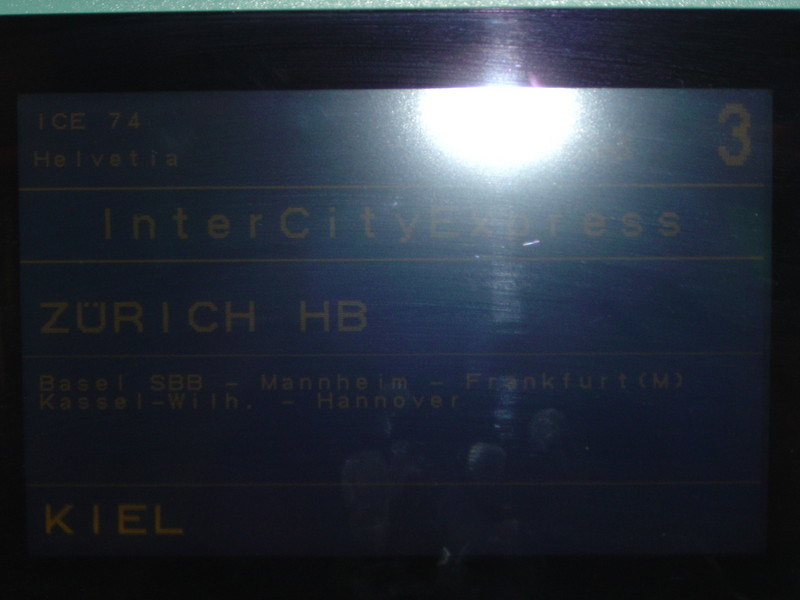 ICE 74
3
Helvetia
InterCityExpress
ZÜRICH HB
Basel SBB – Mannheim – Frankfurt(M)
Kassel-Wilh. – Hannover
KIEL